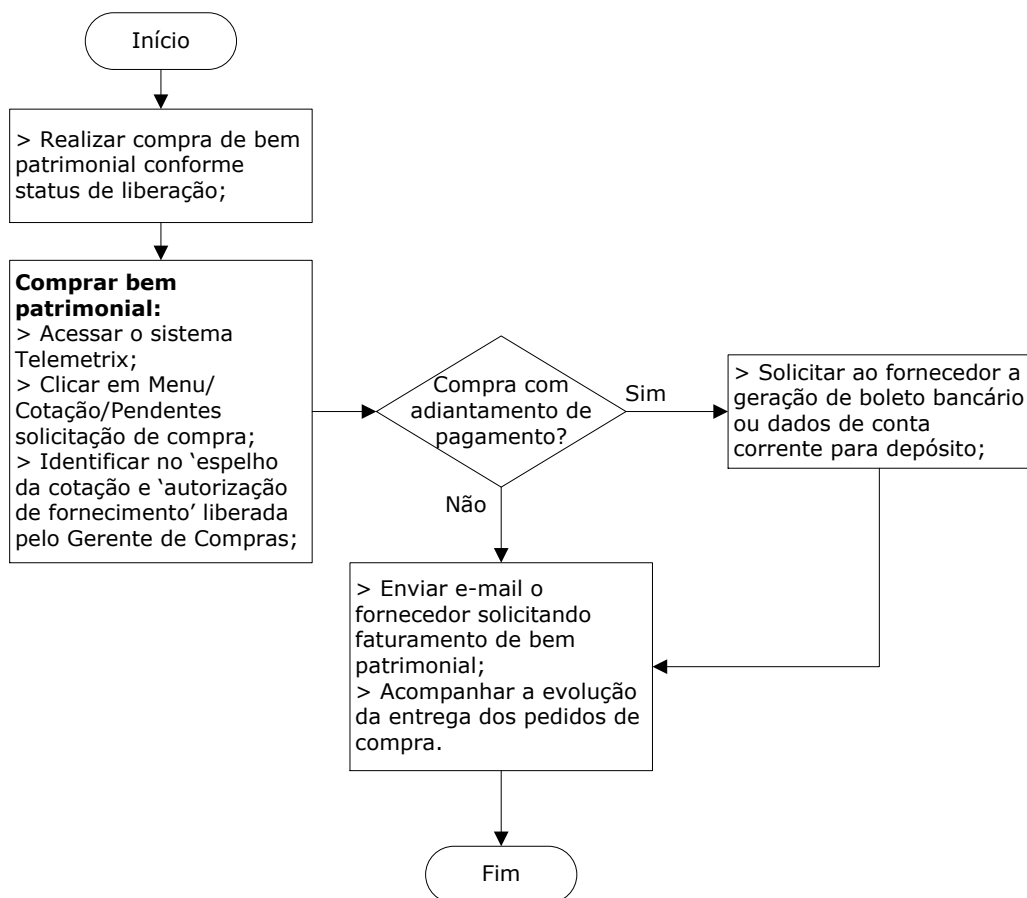 Início
> Realizar compra de bem
patrimonial conforme
status de liberação;
Comprar bem
patrimonial:
> Acessar o sistema
Telemetrix;
> Clicar em Menu/
Cotação/Pendentes
solicitação de compra;
> Identificar no ‘espelho
da cotação e ‘autorização
de fornecimento’ liberada
pelo Gerente de Compras;
Compra com
adiantamento de
pagamento?
Sim
> Solicitar ao fornecedor a
geração de boleto bancário
ou dados de conta
corrente para depósito;
Não
> Enviar e-mail o
fornecedor solicitando
faturamento de bem
patrimonial;
> Acompanhar a evolução
da entrega dos pedidos de
compra.
Fim